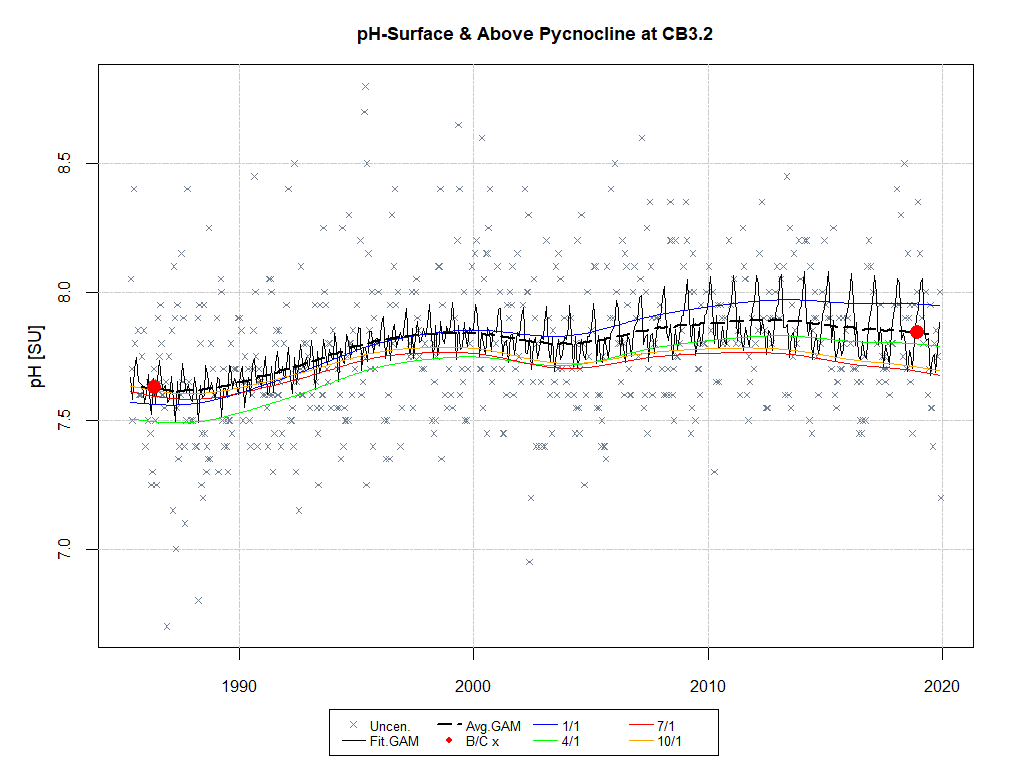 pH-Surface & Above Pycnocline at CB3.2
pH [SU]
8.5
8.0
7.5
7.0
1990 2000 2010 2020
Uncen. Avg.GAM 1/1 7/1
Fit.GAM B/C x 4/1 10/1